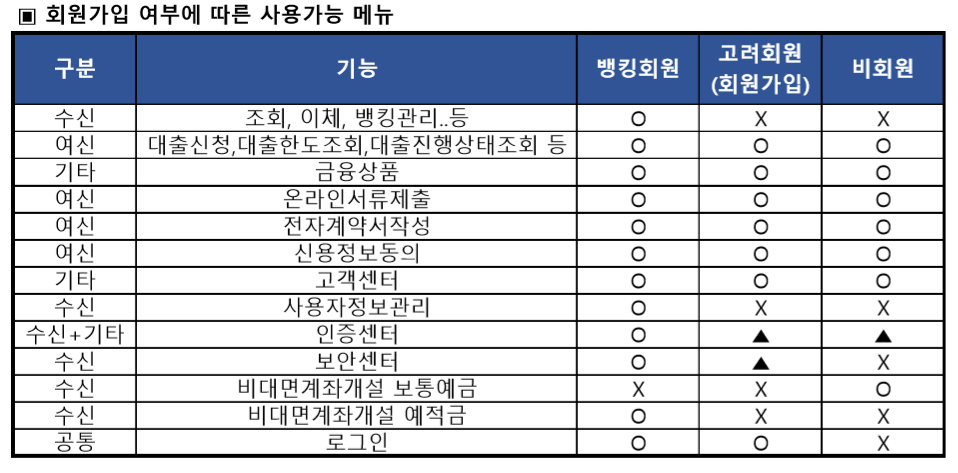 ▣ 회원가입 여부에 따른 사용가능 메뉴
구분 기능 뱅킹회원 고려회원 (회원가입) 비회원
수신 조회, 이체, 뱅킹관리..등 O X X
여신 대출신청,대출한도조회,대출진행상태조회 등 O O O
기타 금융상품 O O O
여신 온라인서류제출 O O O
여신 전자계약서작성 O O O
여신 신용정보동의 O O O
기타 고객센터 O O O
수신 사용자정보관리 O X X
수신+기타 인증센터 O ▲ ▲
수신 보안센터 O ▲ X
수신 비대면계좌개설 보통예금 X X O
수신 비대면계좌개설 예적금 O X X
공통 로그인 O O X